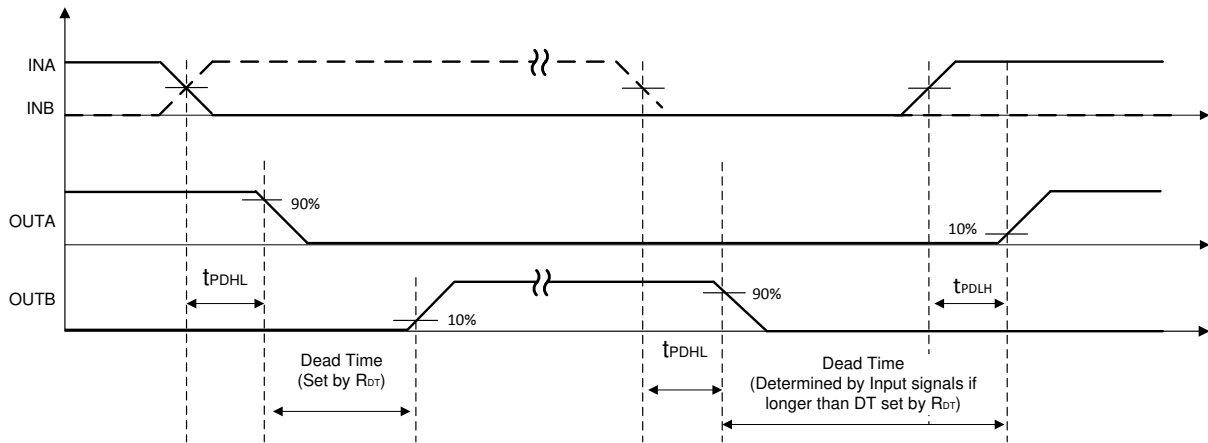 INA
INB
OUTA
90%
10%
tPDHL
tPDLH
OUTB
10%
90%
tPDHL
Dead Time
(Set by RDT)
Dead Time
(Determined by Input signals if
longer than DT set by RDT)